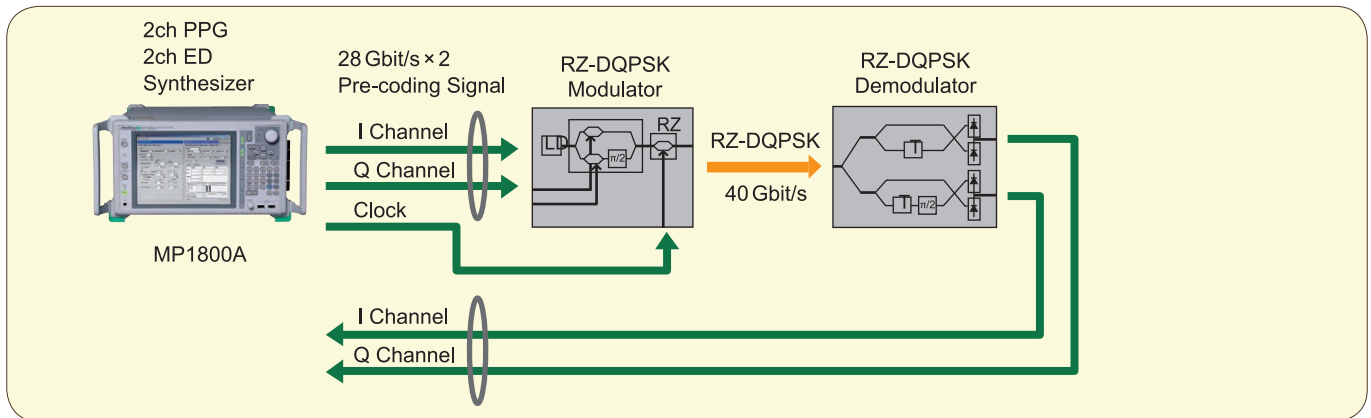 2ch PPG
2ch ED
Synthesizer
MP1800A
28 Gbit/s × 2
Pre-coding Signal
I Channel
Q Channel
Clock
RZ-DQPSK
Modulator
LD
π/2
RZ
RZ-DQPSK
40 Gbit/s
RZ-DQPSK
Demodulator
T
T
π/2
I Channel
Q Channel